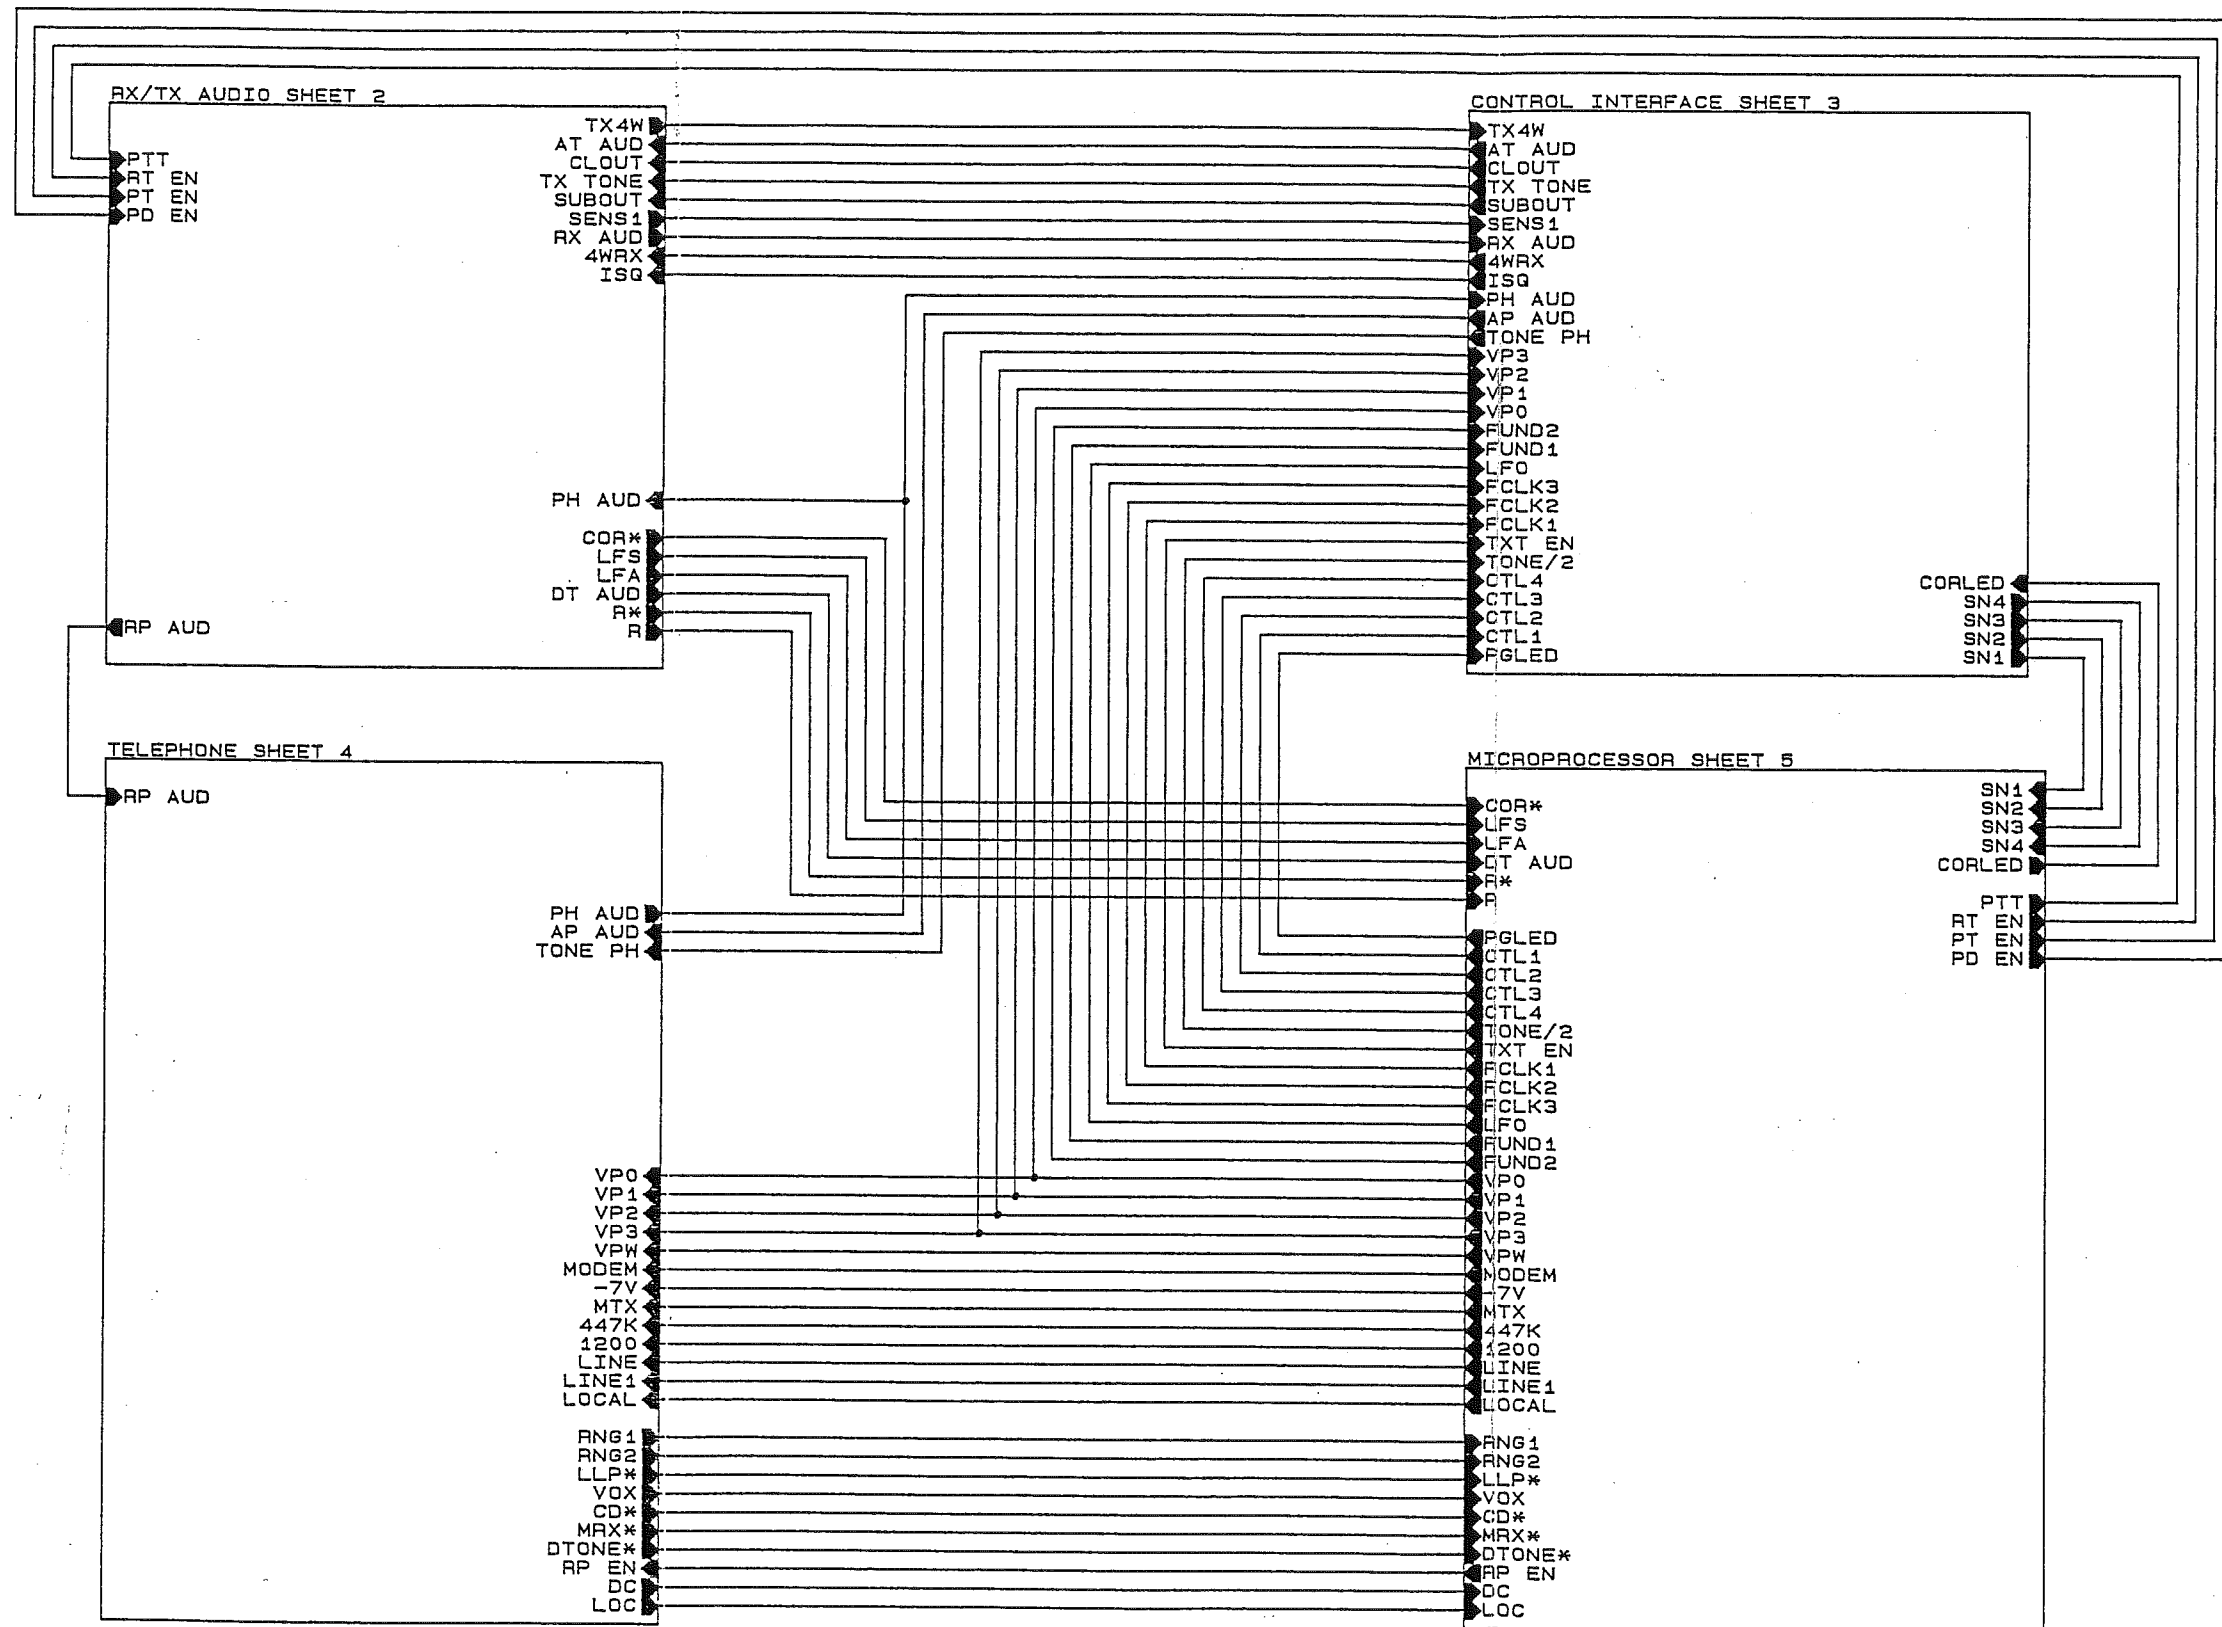 RX/TX AUDIO SHEET 2
PTT
RT EN
PT EN
PD EN
TX4W
AT AUD
CLOUT
TX TONE
SUBOUT
SENS1
RX AUD
4WRX
ISQ
PH AUD
COR*
LFS
LFA
DT AUD
R*
R
RP AUD
CONTROL INTERFACE SHEET 3
TX4W
AT AUD
CLOUT
TX TONE
SUBOUT
SENS1
RX AUD
4WRX
ISQ
PH AUD
AP AUD
TONE PH
VP3
VP2
VP1
VP0
FUND2
FUND1
LFO
FCLK3
FCLK2
FCLK1
TXT EN
TONE/2
CTL4
CTL3
CTL2
CTL1
PGLED
CORLED
SN4
SN3
SN2
SN1
TELEPHONE SHEET 4
RP AUD
PH AUD
AP AUD
TONE PH
VP0
VP1
VP2
VP3
VPW
MODEM
-7V
MTX
447K
1200
LINE
LINE1
LOCAL
RNG1
RNG2
LLP*
VOX
CD*
MRX*
DTONE*
RP EN
DC
LOC
MICROPROCESSOR SHEET 5
COR*
LFS
LFA
DT AUD
R*
R
PGLED
CTL1
CTL2
CTL3
CTL4
TONE/2
TXT EN
FCLK1
FCLK2
FCLK3
LFO
FUND1
FUND2
VP0
VP1
VP2
VP3
VPW
MODEM
-7V
MTX
447K
1200
LINE
LINE1
LOCAL
RNG1
RNG2
LLP*
VOX
CD*
MRX*
DTONE*
RP EN
DC
LOC
SN1
SN2
SN3
SN4
CORLED
PTT
RT EN
PT EN
PD EN